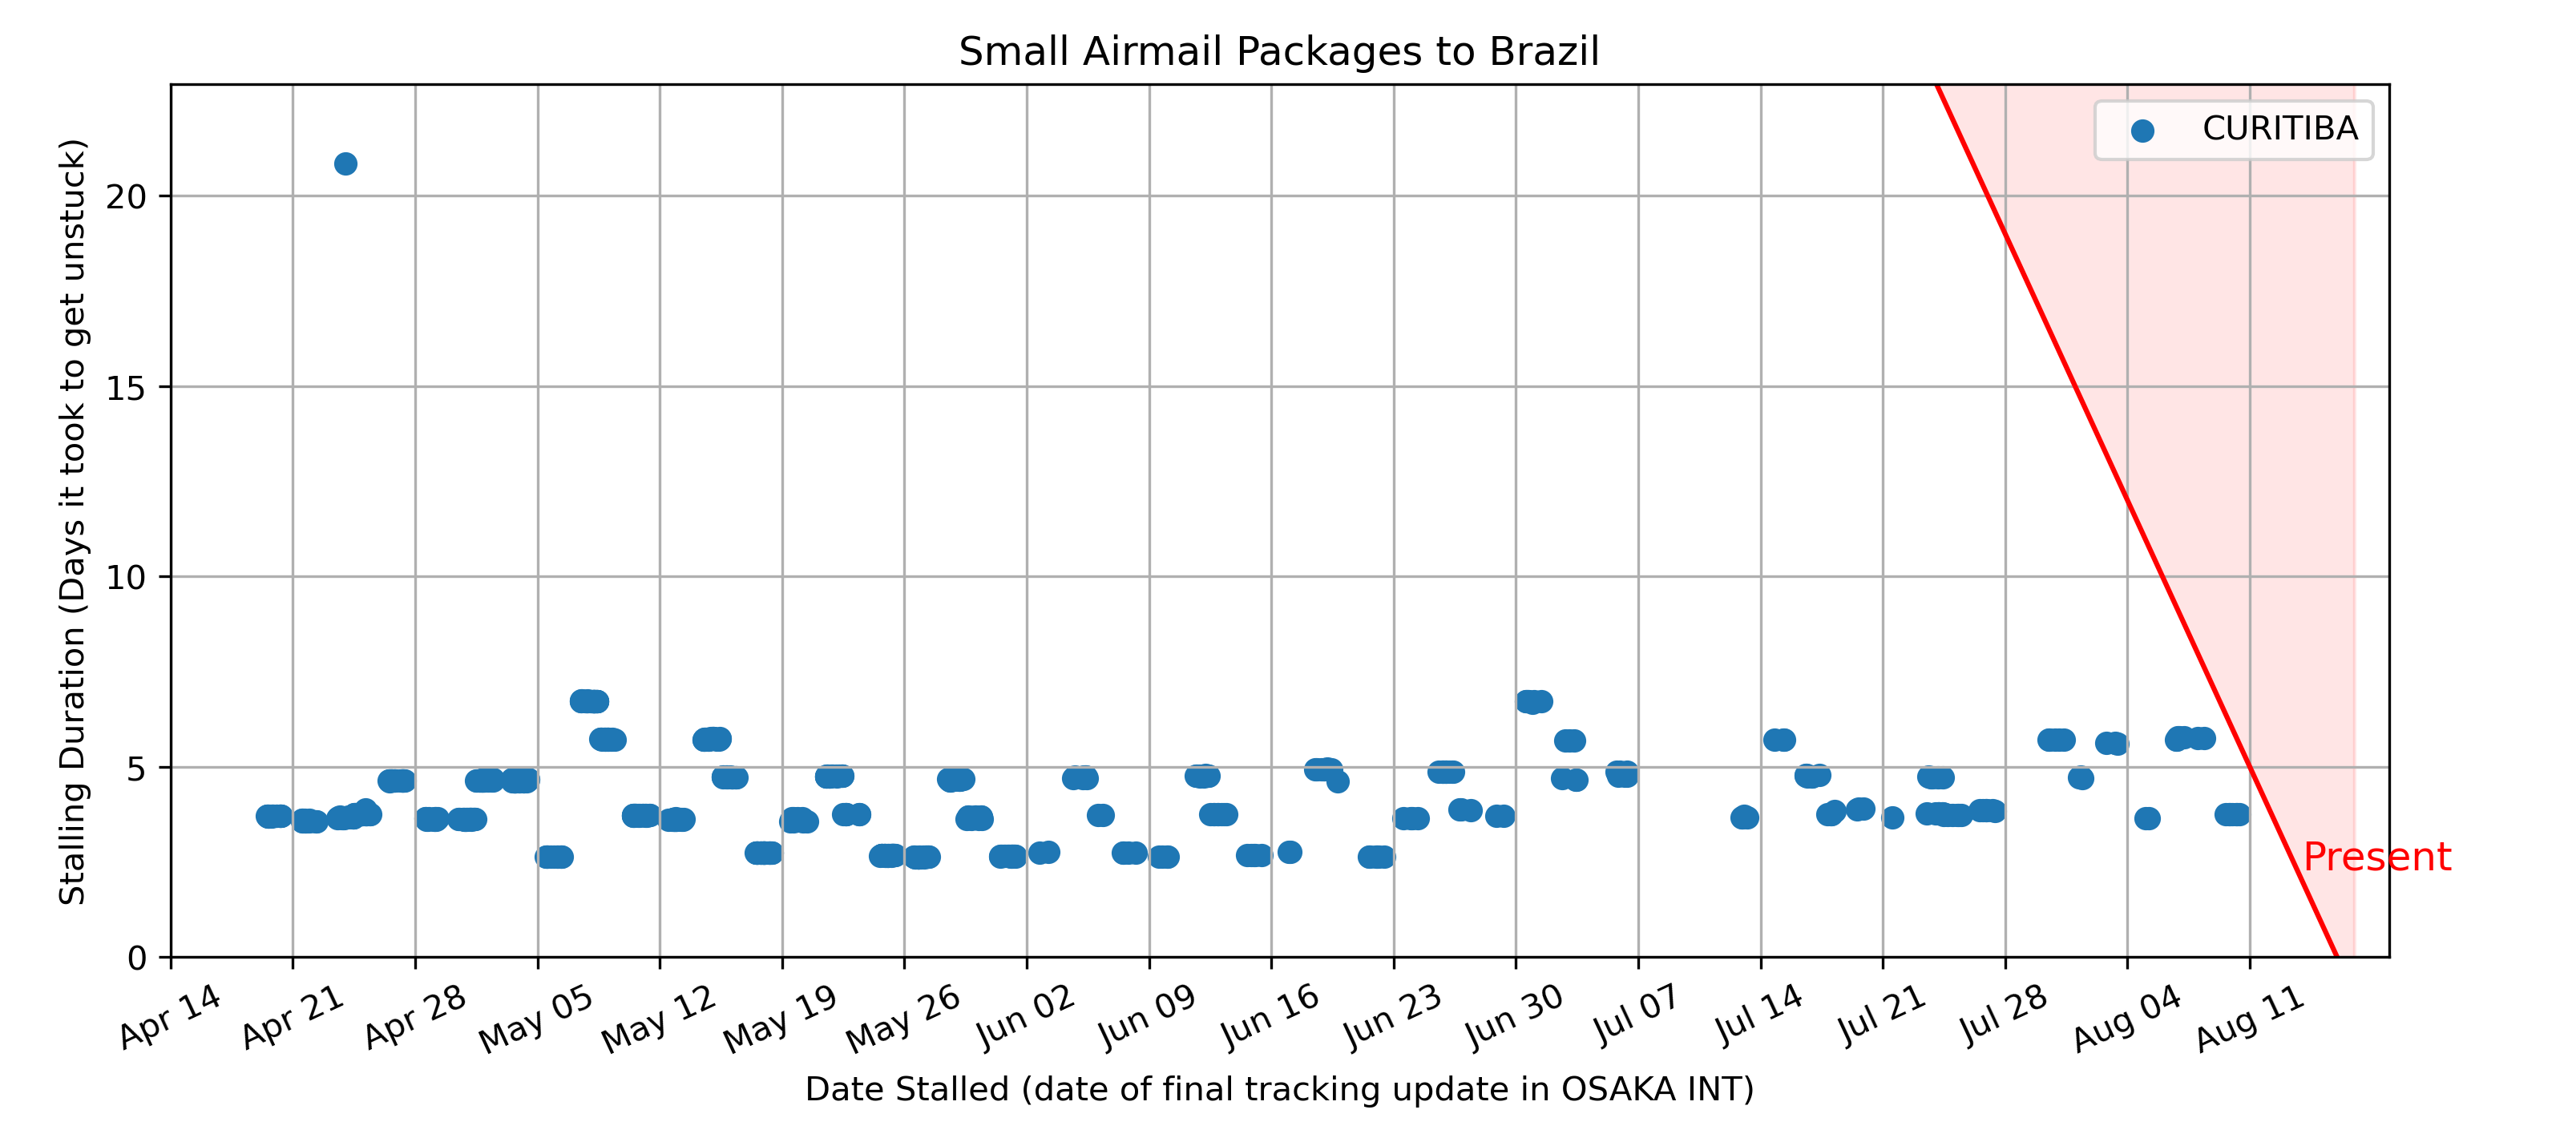 Small Airmail Packages to Brazil
CURITIBA
Stalling Duration (Days it took to get unstuck)
20
15
10
5
0
Present
Apr 14
Apr 21
Apr 28
May 05
May 12
May 19
May 26
Jun 02
Jun 09
Jun 16
Jun 23
Jun 30
Jul 07
Jul 14
Jul 21
Jul 28
Aug 04
Aug 11
Date Stalled (date of final tracking update in OSAKA INT)